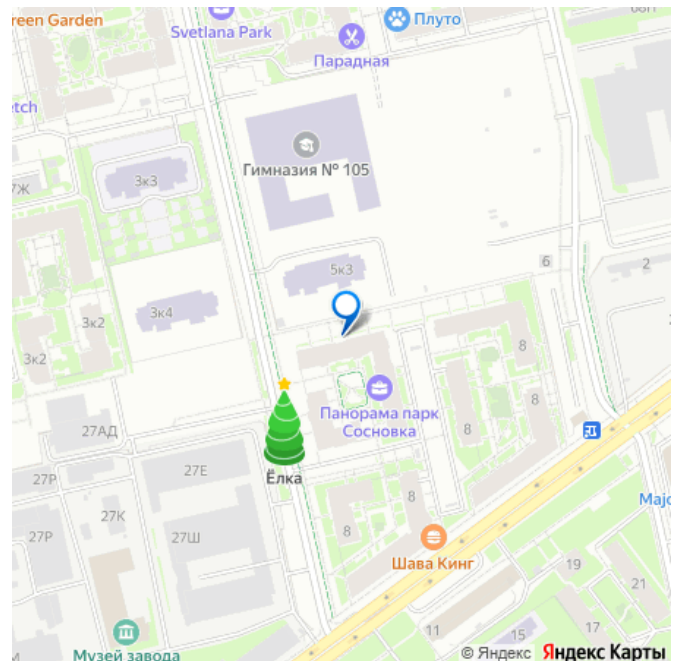 reen Garden
Svetlana Park
Плуто
Парадная
etch
Гимназия № 105
3к3
7Ж
5к3
6
2
3к4
3к2
3к2
8
8
8
Панорама парк
Сосновка
27АД
Ёлка
27Е
27Р
27К
27Р
27Ш
8
8
Шава Кинг
Majo
17
19
21
11
15
Музей завода
© Яндекс Яндекс Карты